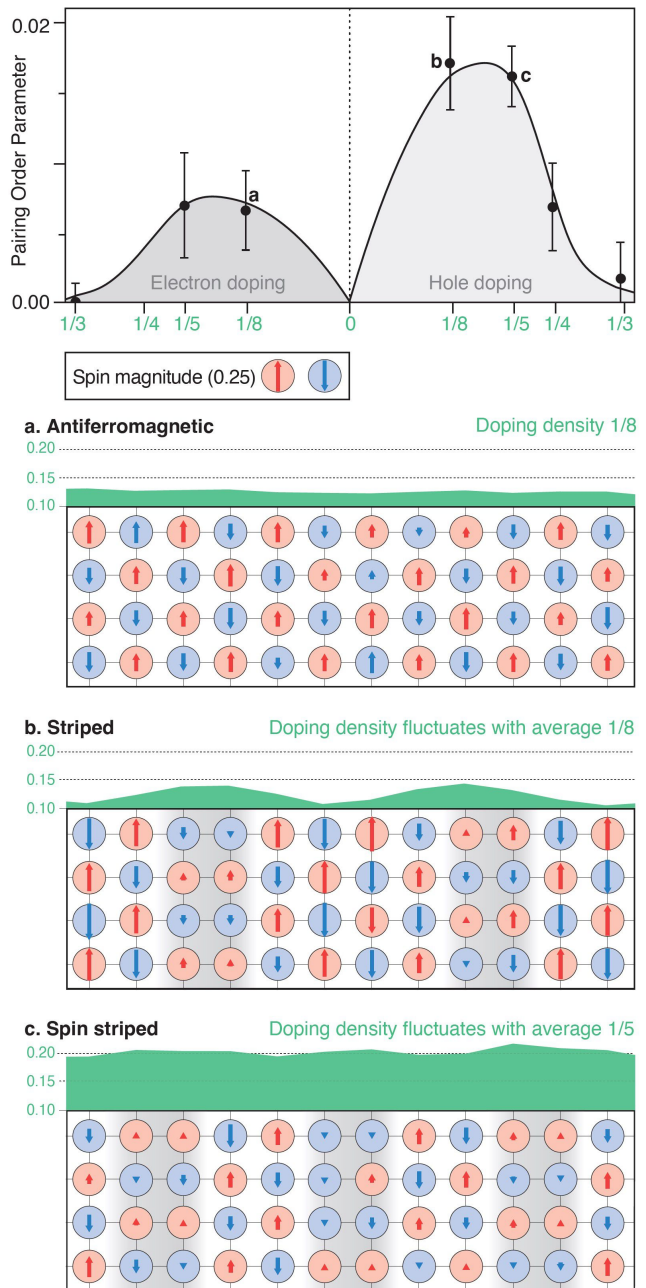 0.02
Pairing Order Parameter
b
c
a
Electron doping
Hole doping
0.00
1/3 1/4 1/5 1/8 0 1/8 1/5 1/4 1/3
Spin magnitude (0.25)
a. Antiferromagnetic Doping density 1/8
0.20
0.15
0.10
b. Striped Doping density fluctuates with average 1/8
0.20
0.15
0.10
c. Spin striped Doping density fluctuates with average 1/5
0.20
0.15
0.10